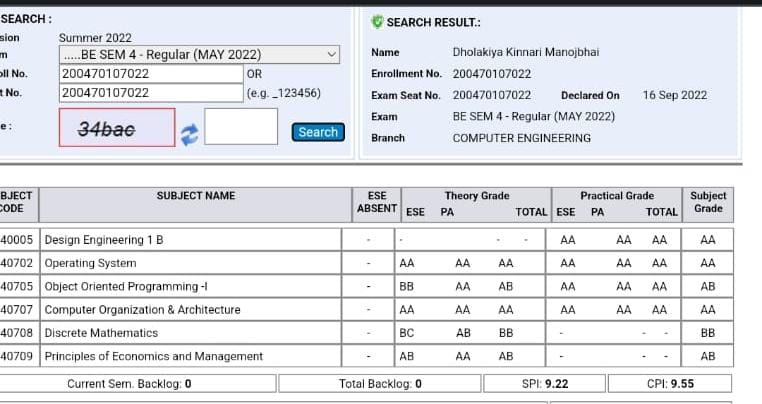 SEARCH :
sion Summer 2022
m .....BE SEM 4 - Regular (MAY 2022)
oll No. 200470107022 OR
t No. 200470107022 (e.g. _123456)
e : 34bac Search
SEARCH RESULT.:
Name Dholakiya Kinnari Manojbhai
Enrollment No. 200470107022
Exam Seat No. 200470107022 Declared On 16 Sep 2022
Exam BE SEM 4 - Regular (MAY 2022)
Branch COMPUTER ENGINEERING
BJECT SUBJECT NAME ESE Theory Grade Practical Grade Subject
CODE ABSENT ESE PA TOTAL ESE PA TOTAL Grade
40005 Design Engineering 1 B - - - - AA AA AA AA
40702 Operating System - AA AA AA AA AA AA AA
40705 Object Oriented Programming -I - BB AA AB AA AA AA AB
40707 Computer Organization & Architecture - AA AA AA AA AA AA AA
40708 Discrete Mathematics - BC AB BB - - - BB
40709 Principles of Economics and Management - AB AA AB - - - AB
Current Sem. Backlog: 0 Total Backlog: 0 SPI: 9.22 CPI: 9.55